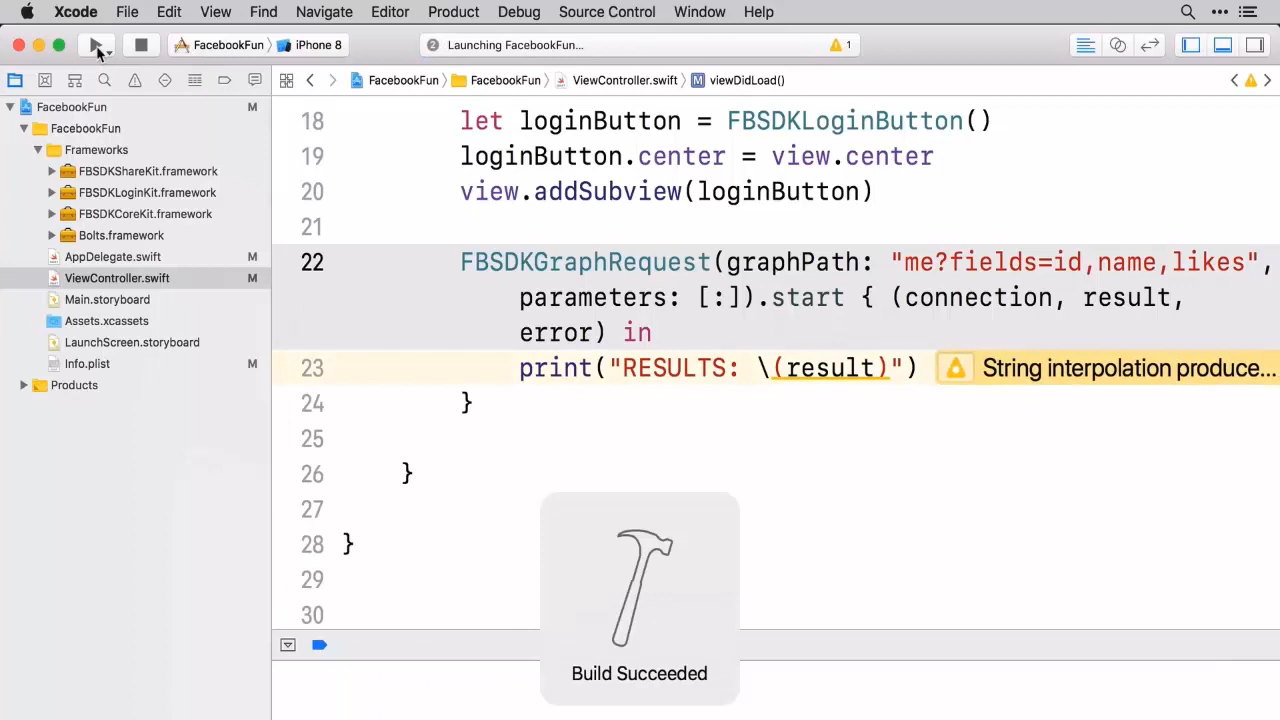 Xcode File Edit View Find Navigate Editor Product Debug Source Control Window Help
FacebookFun iPhone 8 2 Launching FacebookFun... 1
FacebookFun FacebookFun ViewController.swift M viewDidLoad()
FacebookFun M
FacebookFun
Frameworks
FBSDKShareKit.framework
FBSDKLoginKit.framework
FBSDKCoreKit.framework
Bolts.framework
AppDelegate.swift M
ViewController.swift M
Main.storyboard
Assets.xcassets
LaunchScreen.storyboard
Info.plist M
Products
18 let loginButton = FBSDKLoginButton()
19 loginButton.center = view.center
20 view.addSubview(loginButton)
21
22 FBSDKGraphRequest(graphPath: "me?fields=id,name,likes",
parameters: [:]).start { (connection, result,
error) in
23 print("RESULTS: \(result)") String interpolation produce...
24 }
25
26 }
27
28 }
29
30
Build Succeeded